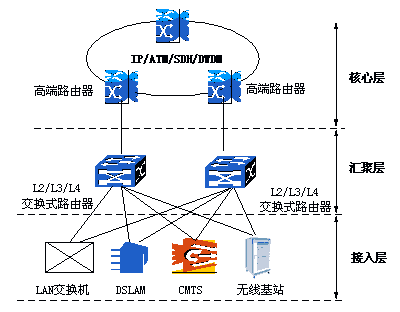 IP/ATM/SDH/DWDM
高端路由器
高端路由器
核心层
L2/L3/L4
交换式路由器
L2/L3/L4
交换式路由器
汇聚层
LAN交换机
DSLAM
CMTS
无线基站
接入层